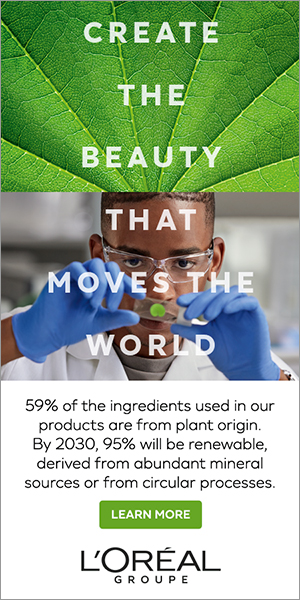 CREATE
THE
BEAUTY
THAT
MOVES THE
WORLD
59% of the ingredients used in our
products are from plant origin.
By 2030, 95% will be renewable,
derived from abundant mineral
sources or from circular processes.
LEARN MORE
L'ORÉAL
GROUPE